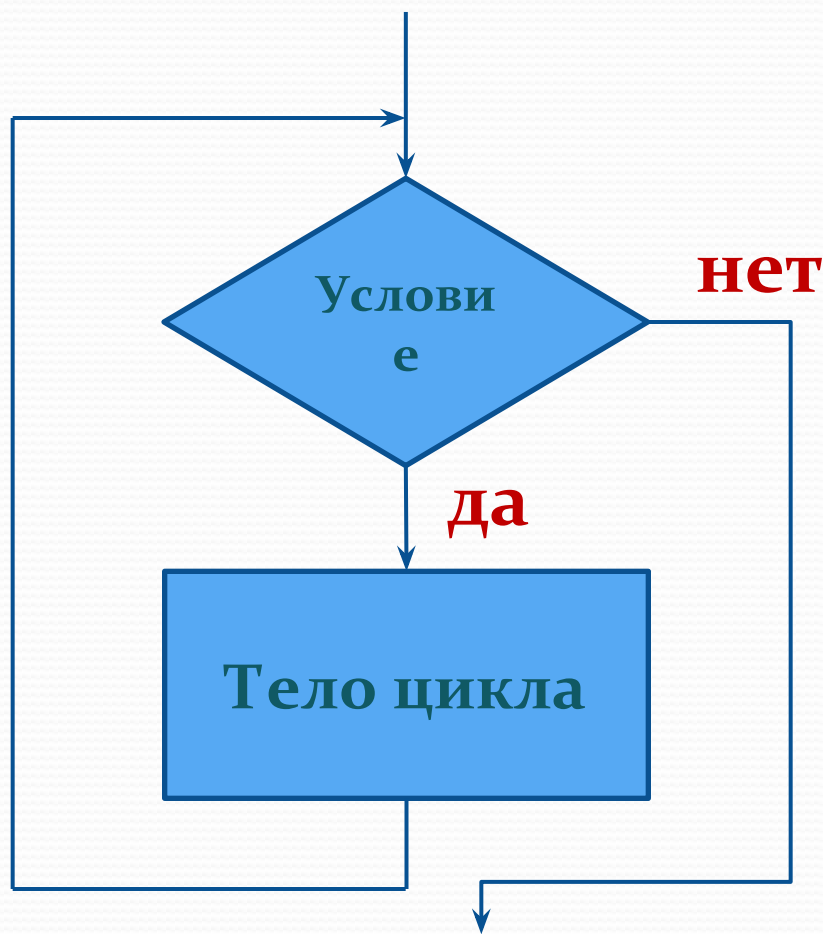 Услови
е
нет
да
Тело цикла